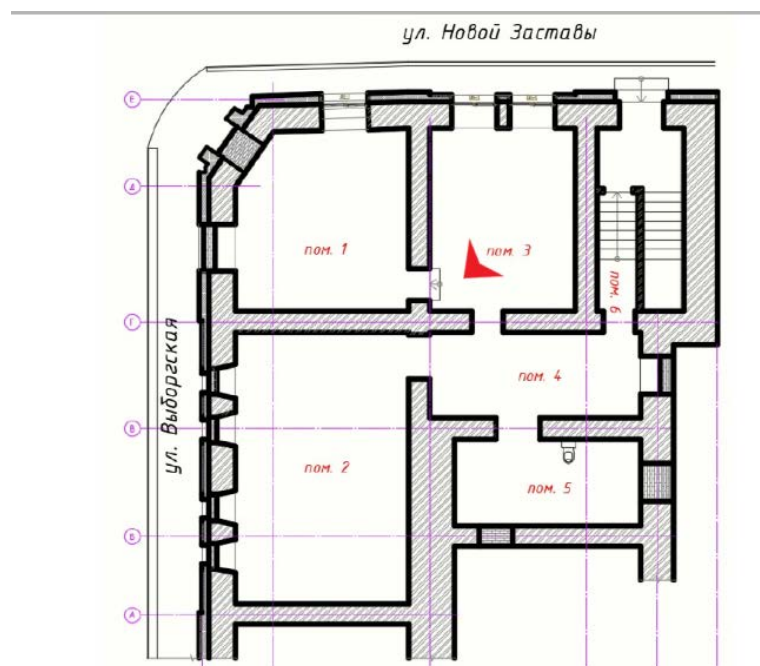 ул. Новой Заставы
Е
Д
пом. 1
пом. 3
пом. 6
Г
ул. Выборгская
пом. 4
В
пом. 2
пом. 5
Б
А